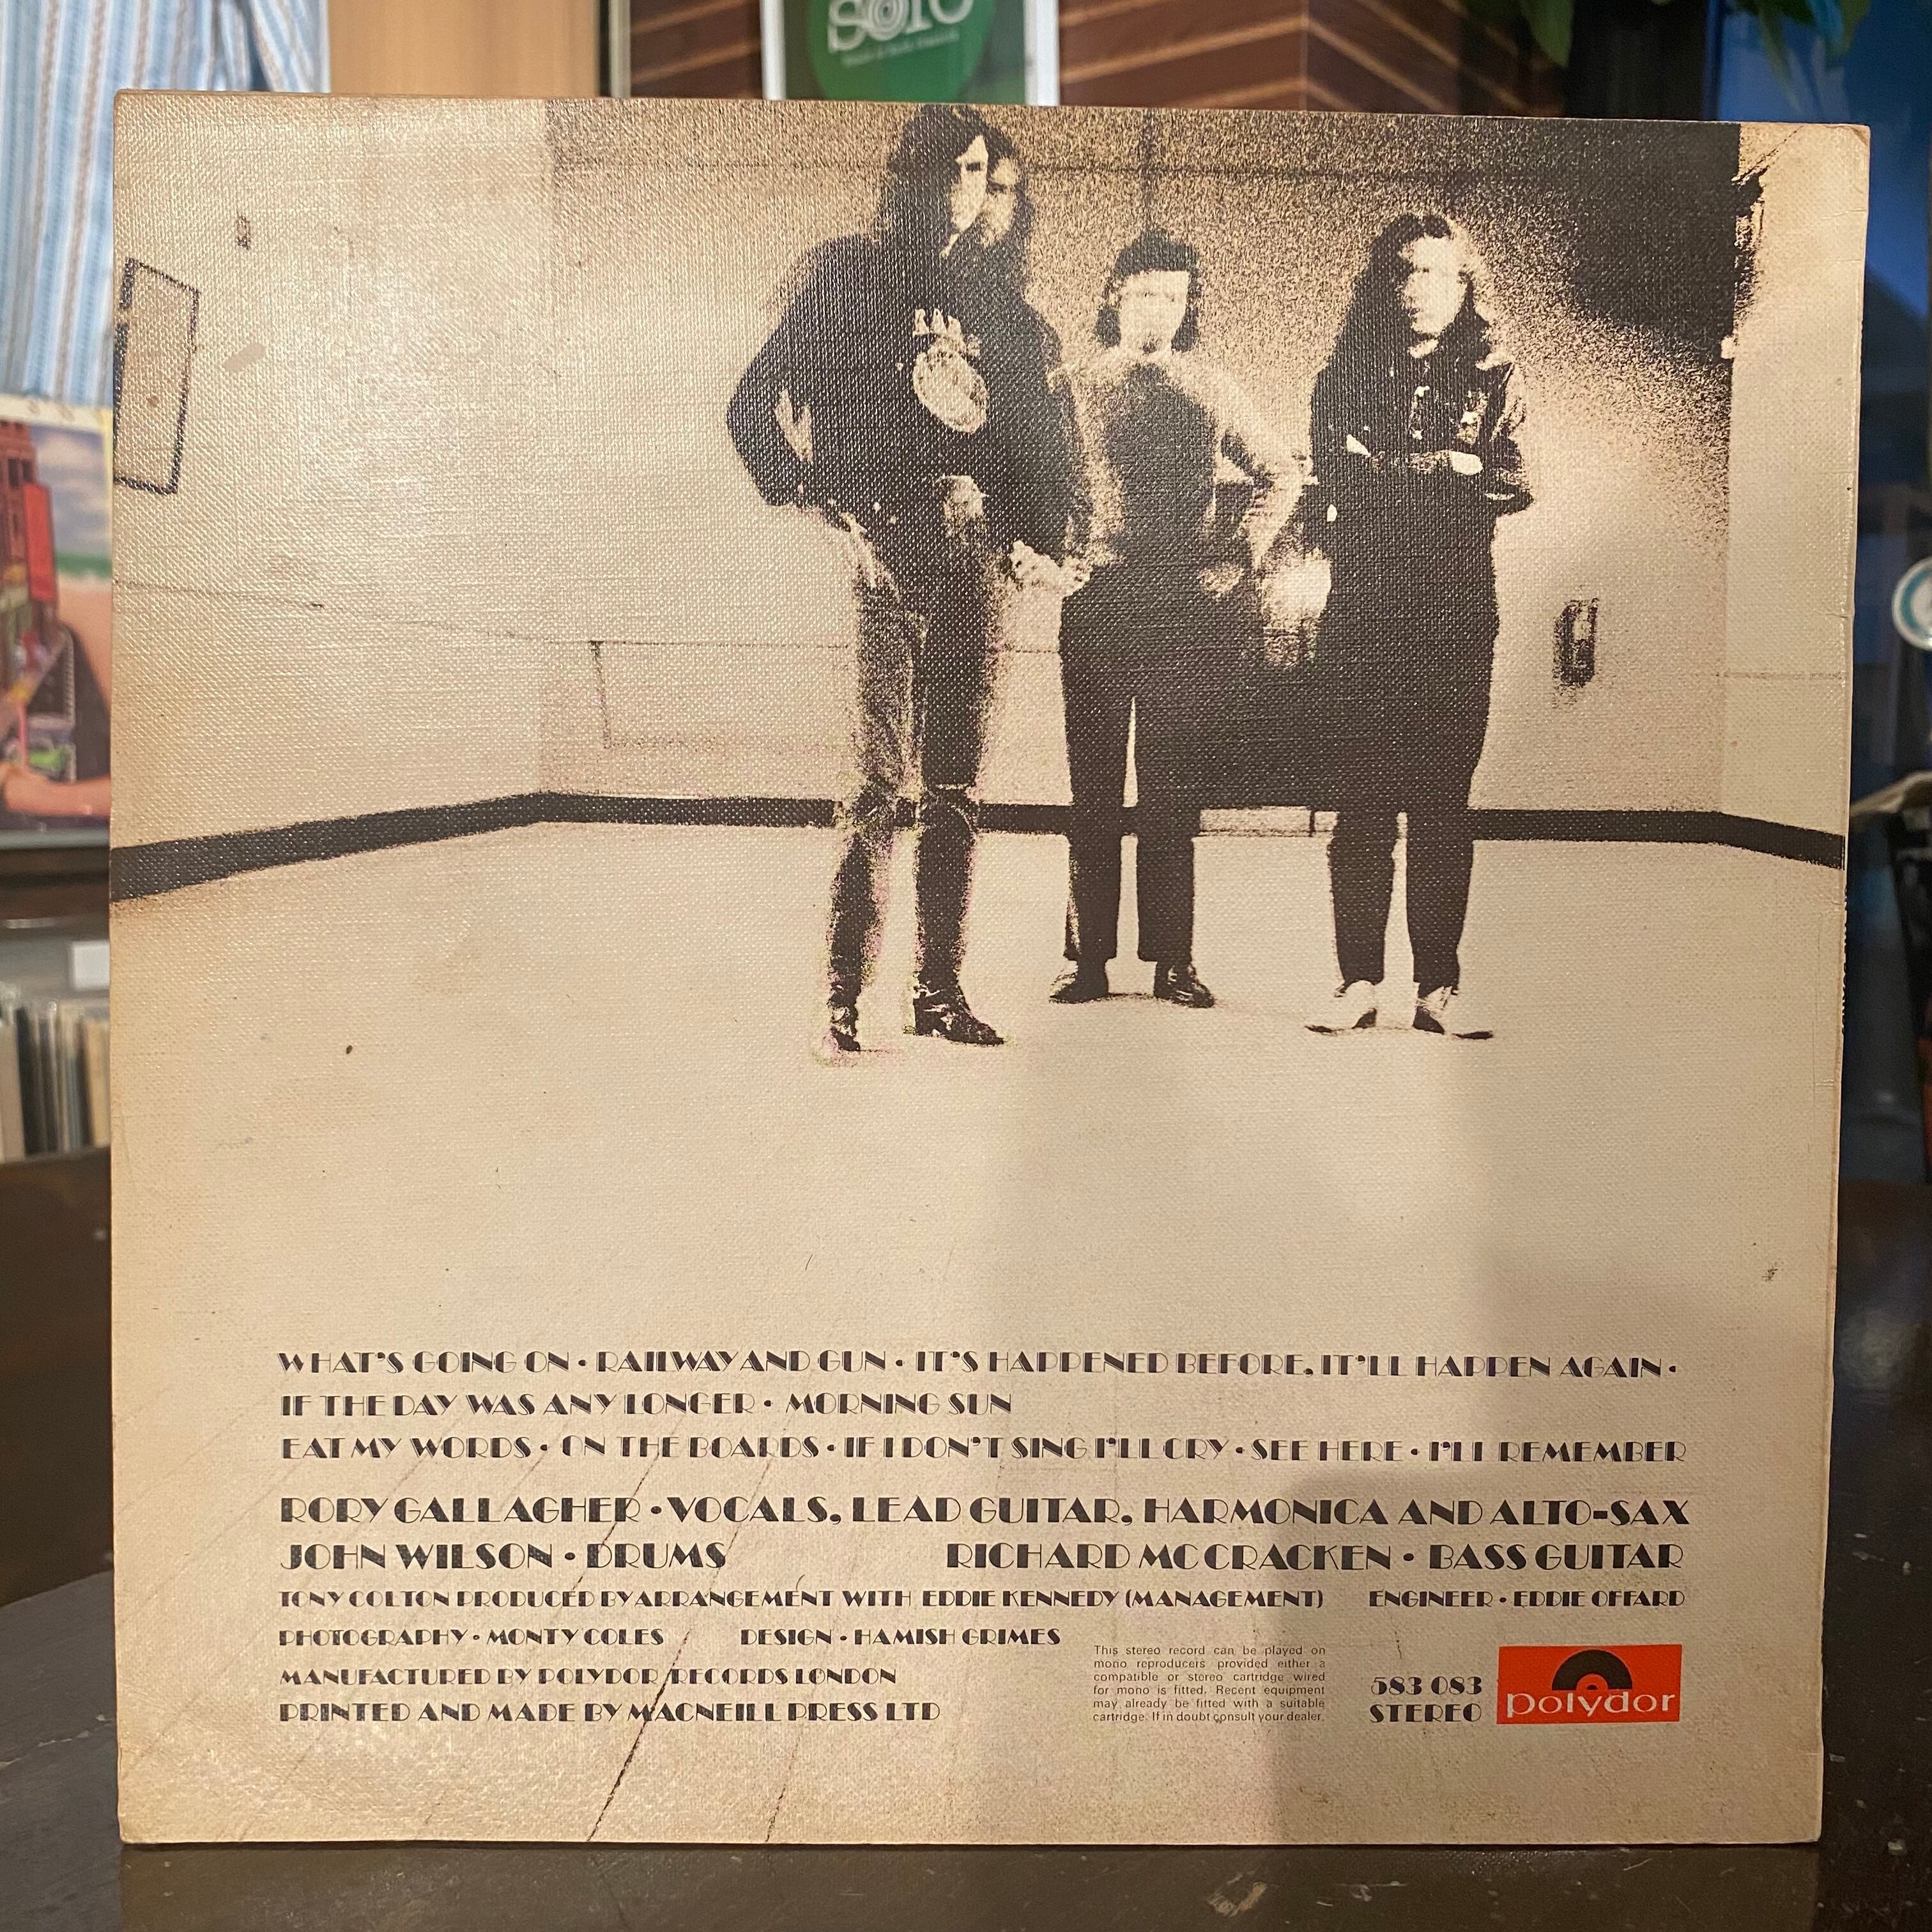 SOTO
WHAT'S GOING ON • RAILWAY AND GUN • IT'S HAPPENED BEFORE, IT'LL HAPPEN AGAIN •
IF THE DAY WAS ANY LONGER • MORNING SUN
EAT MY WORDS • ON THE BOARDS • IF I DON'T SING I'LL CRY • SEE HERE • I'LL REMEMBER
RORY GALLAGHER • VOCALS, LEAD GUITAR, HARMONICA AND ALTO-SAX
JOHN WILSON • DRUMS RICHARD MC CRACKEN • BASS GUITAR
TONY COLTON PRODUCED BY ARRANGEMENT WITH EDDIE KENNEDY (MANAGEMENT) ENGINEER • EDDIE OFFARD
PHOTOGRAPHY • MONTY COLES DESIGN • HAMISH GRIMES
MANUFACTURED BY POLYDOR RECORDS LONDON
PRINTED AND MADE BY MACNEILL PRESS LTD
This stereo record can be played on
mono reproducers provided either a
compatible or stereo cartridge wired
for mono is fitted. Recent equipment
may already be fitted with a suitable
cartridge. If in doubt consult your dealer.
583 083
STEREO
polydor